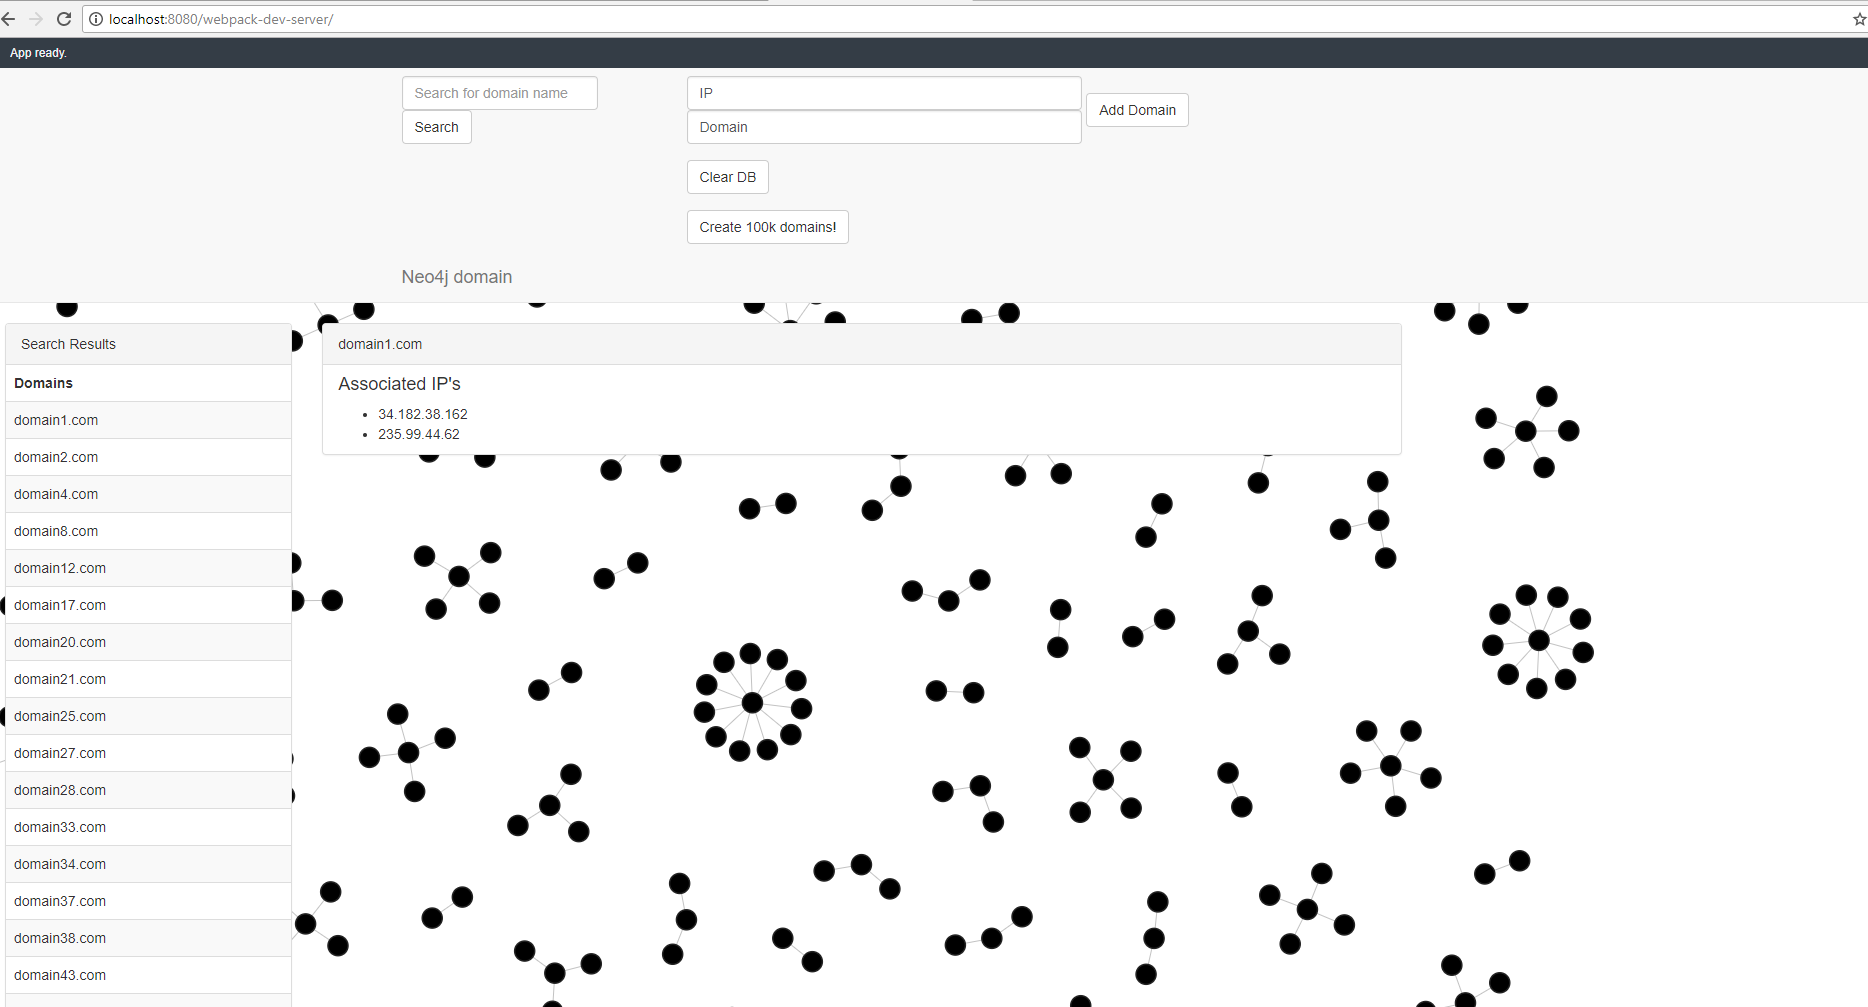 localhost:8080/webpack-dev-server/
App ready.
Search for domain name
Search
IP
Domain
Add Domain
Clear DB
Create 100k domains!
Neo4j domain
Search Results
Domains
domain1.com
domain2.com
domain4.com
domain8.com
domain12.com
domain17.com
domain20.com
domain21.com
domain25.com
domain27.com
domain28.com
domain33.com
domain34.com
domain37.com
domain38.com
domain43.com
domain1.com
Associated IP's
34.182.38.162
235.99.44.62